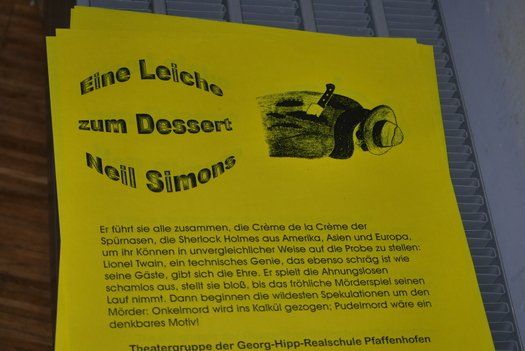 Eine Leiche
zum Dessert
Neil Simons
Er führt sie alle zusammen, die Crème de la Crème der
Spürnasen, die Sherlock Holmes aus Amerika, Asien und Europa,
um ihr Können in unvergleichlicher Weise auf die Probe zu stellen:
Lionel Twain, ein technisches Genie, das ebenso schräg ist wie
seine Gäste, gibt sich die Ehre. Er spielt die Ahnungslosen
schamlos aus, stellt sie bloß, bis das fröhliche Mörderspiel seinen
Lauf nimmt. Dann beginnen die wildesten Spekulationen um den
Mörder: Onkelmord wird ins Kalkül gezogen; Pudelmord wäre ein
denkbares Motiv!
Theatergruppe der Georg-Hipp-Realschule Pfaffenhofen